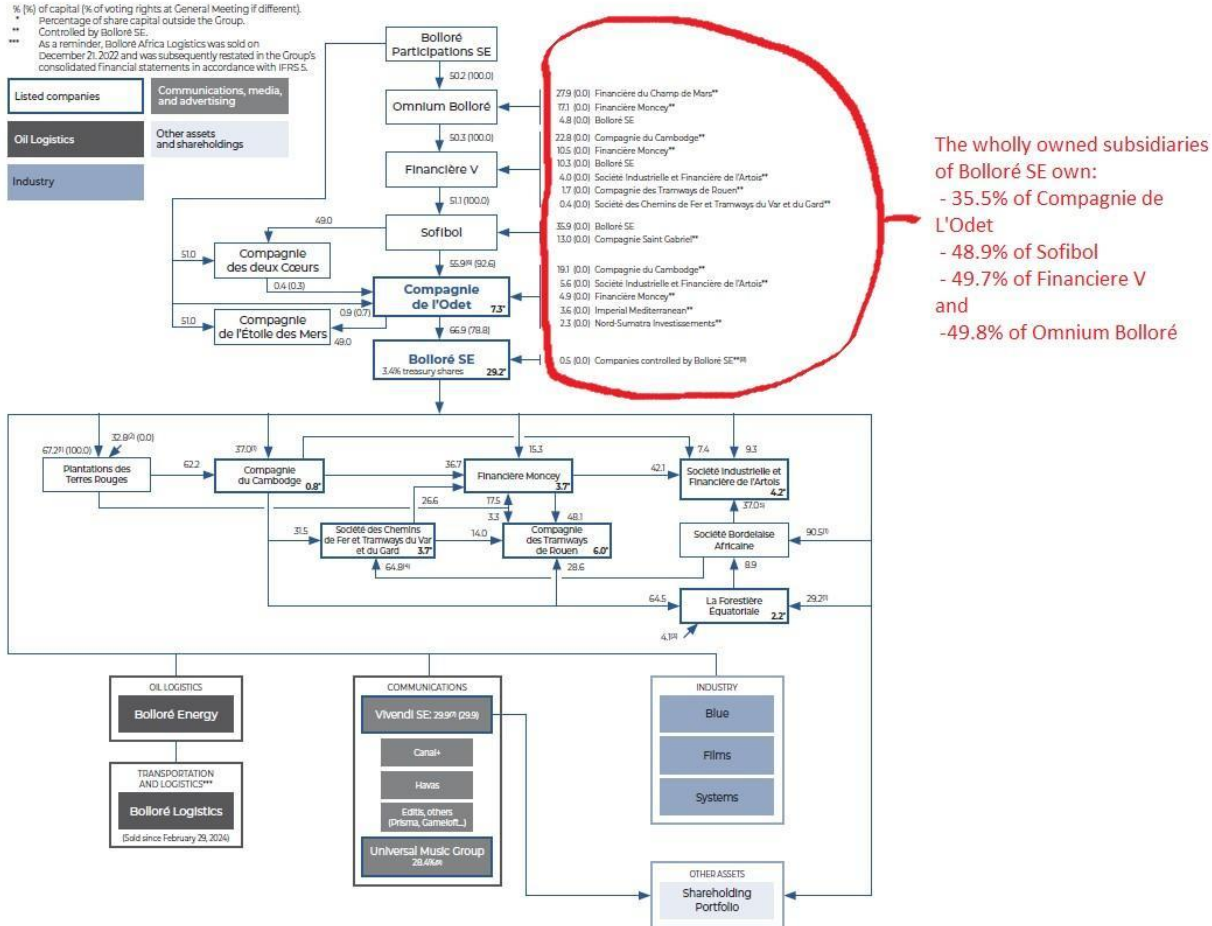 % (%) of capital (% of voting rights at General Meeting if different).
* Percentage of share capital outside the Group.
** Controlled by Bolloré SE.
*** As a reminder, Bolloré Africa Logistics was sold on
December 21, 2022 and was subsequently restated in the Group's
consolidated financial statements in accordance with IFRS 5.
Listed companies
Communications, media,
and advertising
Oil Logistics
Other assets
and shareholdings
Industry
Bolloré
Participations SE
50.2 (100.0)
Omnium Bolloré
27.9 (0.0) Financière du Champ de Mars**
17.1 (0.0) Financière Moncey**
4.8 (0.0) Bolloré SE
50.3 (100.0)
Financière V
22.8 (0.0) Compagnie du Cambodge**
10.5 (0.0) Financière Moncey**
10.3 (0.0) Bolloré SE
4.0 (0.0) Société Industrielle et Financière de l'Artois**
1.7 (0.0) Compagnie des Tramways de Rouen**
0.4 (0.0) Société des Chemins de Fer et Tramways du Var et du Gard**
51.1 (100.0)
Sofibol
35.9 (0.0) Bolloré SE
13.0 (0.0) Compagnie Saint Gabriel**
49.0
51.0
Compagnie
des deux Cœurs
0.4 (0.3)
55.9⁽⁶⁾ (92.6)
Compagnie
de l'Odet
7.3*
19.1 (0.0) Compagnie du Cambodge**
5.6 (0.0) Société Industrielle et Financière de l'Artois**
4.9 (0.0) Financière Moncey**
3.6 (0.0) Imperial Mediterranean**
2.3 (0.0) Nord-Sumatra Investissements**
0.9 (0.7)
51.0
Compagnie
de l'Étoile des Mers
49.0
66.9 (78.8)
Bolloré SE
3.4% treasury shares
29.2*
0.5 (0.0) Companies controlled by Bolloré SE**
The wholly owned subsidiaries
of Bolloré SE own:
- 35.5% of Compagnie de
L'Odet
- 48.9% of Sofibol
- 49.7% of Financiere V
and
-49.8% of Omnium Bolloré
67.2⁽¹⁾ (100.0)
32.8⁽²⁾ (0.0)
Plantations des
Terres Rouges
62.2
37.0
Compagnie
du Cambodge
0.8*
36.7
15.3
Financière Moncey
3.7*
42.1
7.4
9.3
Société Industrielle et
Financière de l'Artois
4.2*
26.6
17.5
3.3
48.1
37.0
31.5
Société des Chemins
de Fer et Tramways du Var
et du Gard
3.7*
14.0
Compagnie
des Tramways
de Rouen
6.0*
Société Bordelaise
Africaine
90.5
64.8⁽⁴⁾
28.6
8.9
64.5
La Forestière
Équatoriale
2.2*
29.2
4.1
OIL LOGISTICS
Bolloré Energy
TRANSPORTATION
AND LOGISTICS***
Bolloré Logistics
(Sold since February 29, 2024)
COMMUNICATIONS
Vivendi SE: 29.9 (29.9)
Canal+
Havas
Editis, others
(Prisma, Gameloft...)
Universal Music Group
28.4%
INDUSTRY
Blue
Films
Systems
OTHER ASSETS
Shareholding
Portfolio